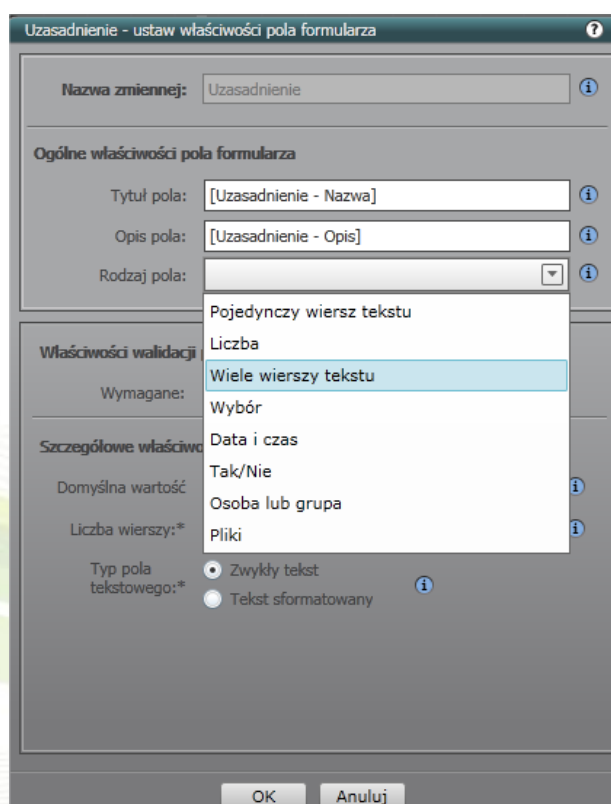 Uzasadnienie - ustaw właściwości pola formularza
Nazwa zmiennej: Uzasadnienie
Ogólne właściwości pola formularza
Tytuł pola: [Uzasadnienie - Nazwa]
Opis pola: [Uzasadnienie - Opis]
Rodzaj pola:
Pojedynczy wiersz tekstu
Liczba
Wiele wierszy tekstu
Wybór
Data i czas
Tak/Nie
Osoba lub grupa
Pliki
Właściwości walidacji
Wymagane:
Szczegółowe
Domyślna wartość
Liczba wierszy:*
Typ pola
tekstowego:*
Zwykły tekst
Tekst sformatowany
OK Anuluj